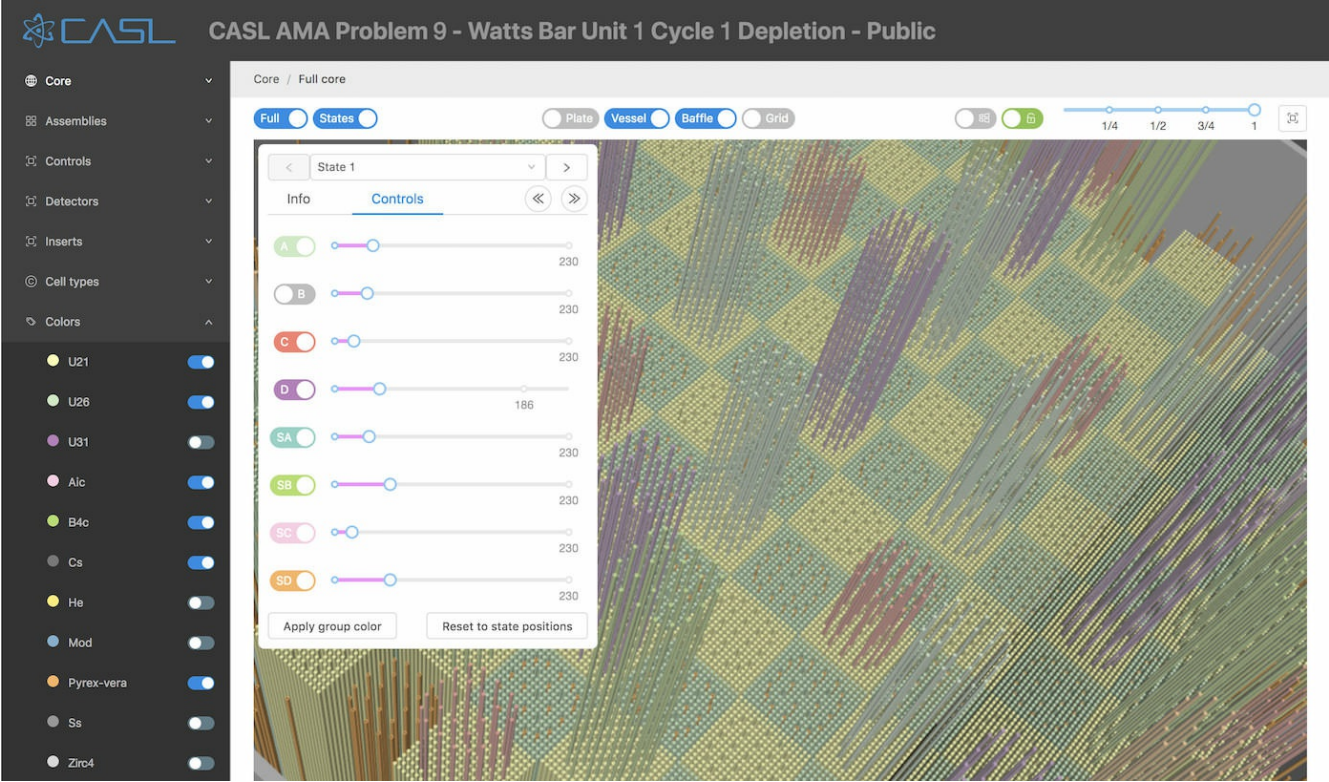 CASL
CASL AMA Problem 9 - Watts Bar Unit 1 Cycle 1 Depletion - Public
Core
Assemblies
Controls
Detectors
Inserts
Cell types
Colors
U21
U26
U31
Aic
B4c
Cs
He
Mod
Pyrex-vera
Ss
Zirc4
Core / Full core
Full States Plate Vessel Baffle Grid
1/4 1/2 3/4 1
State 1
Info Controls
A
230
B
230
C
230
D
186
SA
230
SB
230
SC
230
SD
230
Apply group color Reset to state positions